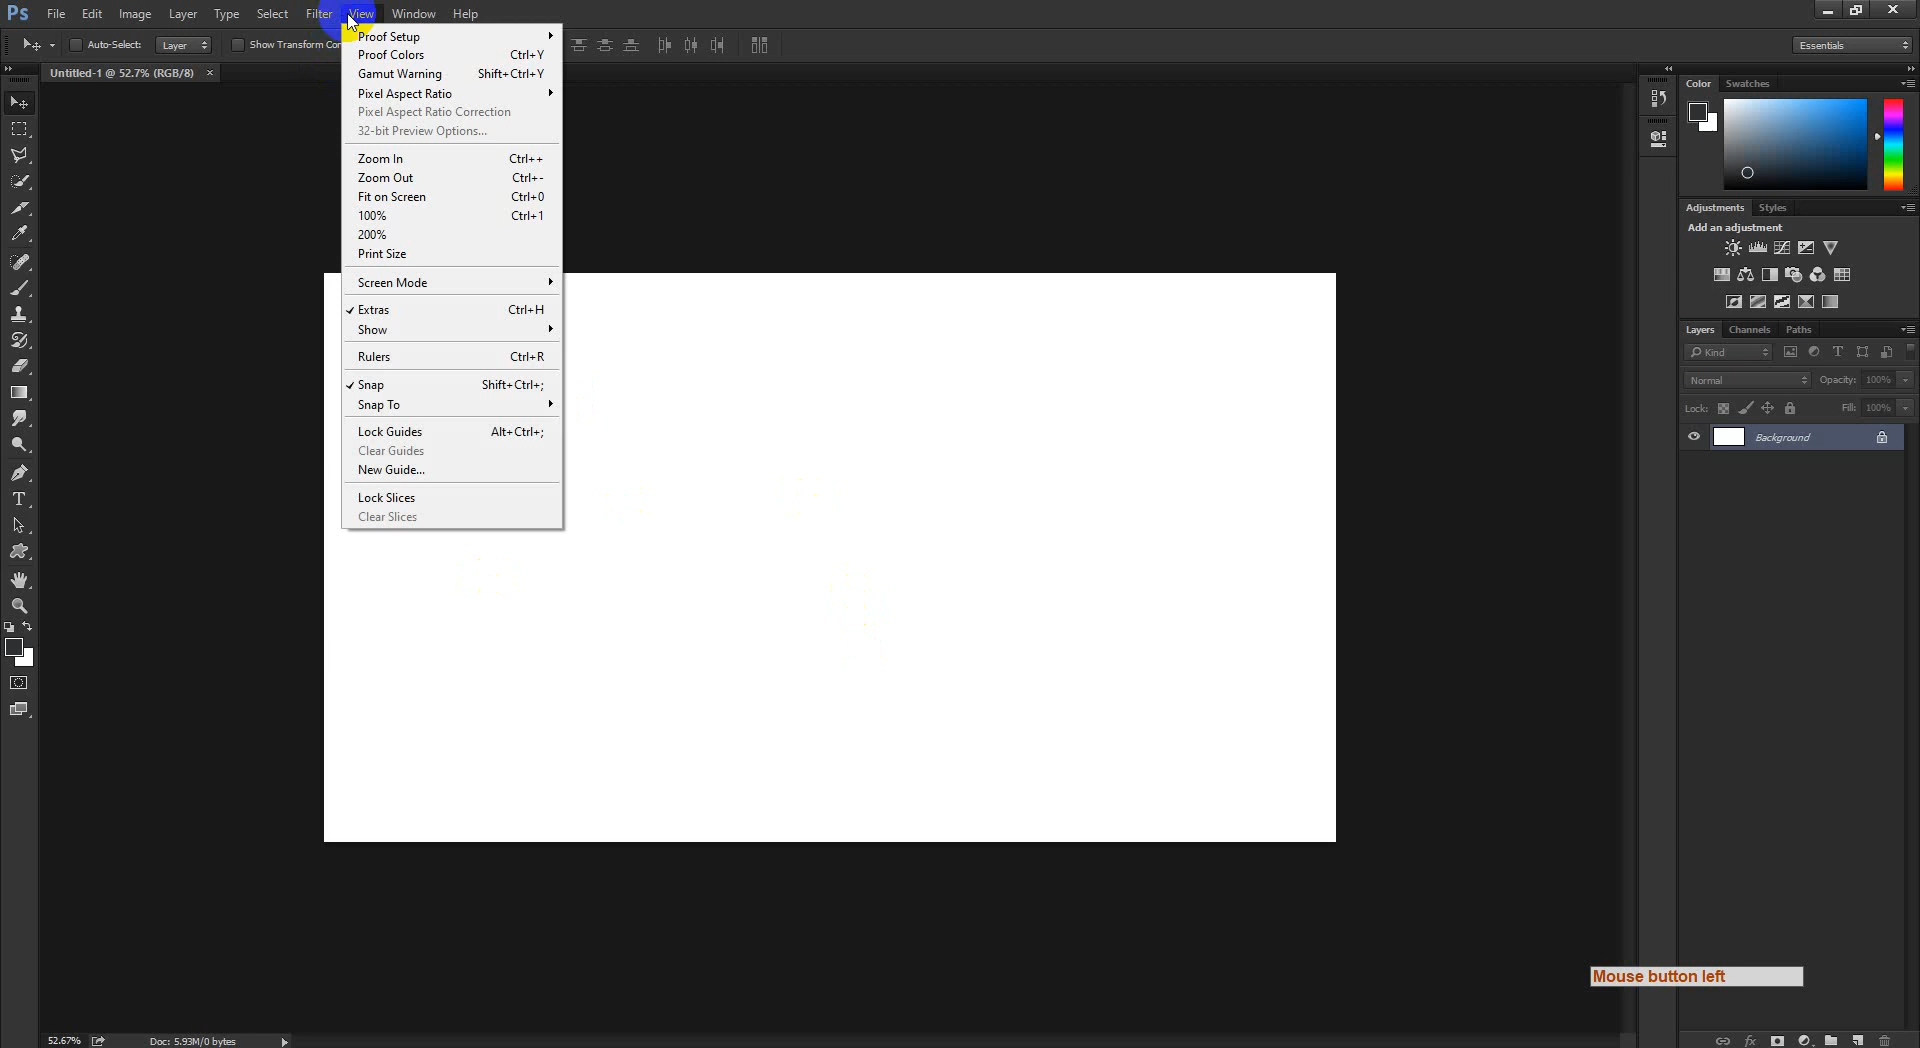 Ps File Edit Image Layer Type Select Filter View Window Help
Auto-Select: Layer Show Transform Con Essentials
Untitled-1 @ 52.7% (RGB/8) ×
Proof Setup
Proof Colors Ctrl+Y
Gamut Warning Shift+Ctrl+Y
Pixel Aspect Ratio
Pixel Aspect Ratio Correction
32-bit Preview Options...
Zoom In Ctrl++
Zoom Out Ctrl+-
Fit on Screen Ctrl+0
100% Ctrl+1
200%
Print Size
Screen Mode
Extras Ctrl+H
Show
Rulers Ctrl+R
Snap Shift+Ctrl+;
Snap To
Lock Guides Alt+Ctrl+;
Clear Guides
New Guide...
Lock Slices
Clear Slices
Color Swatches
Adjustments Styles
Add an adjustment
Layers Channels Paths
Kind
Normal Opacity: 100%
Lock: Fill: 100%
Background
Mouse button left
52.67% Doc: 5.93M/0 bytes
fx